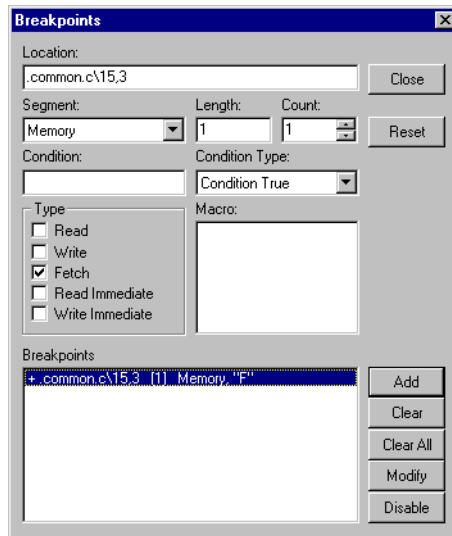 Breakpoints
Location:
.common.c\15,3
Close
Segment: Length: Count:
Memory 1 1
Reset
Condition: Condition Type:
Condition True
Type Macro:
Read
Write
Fetch
Read Immediate
Write Immediate
Breakpoints
+ .common.c\15,3 [1] Memory, "F"
Add
Clear
Clear All
Modify
Disable